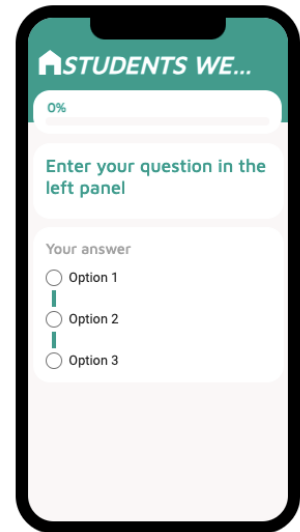 STUDENTS WE...
0%
Enter your question in the
left panel
Your answer
Option 1
Option 2
Option 3